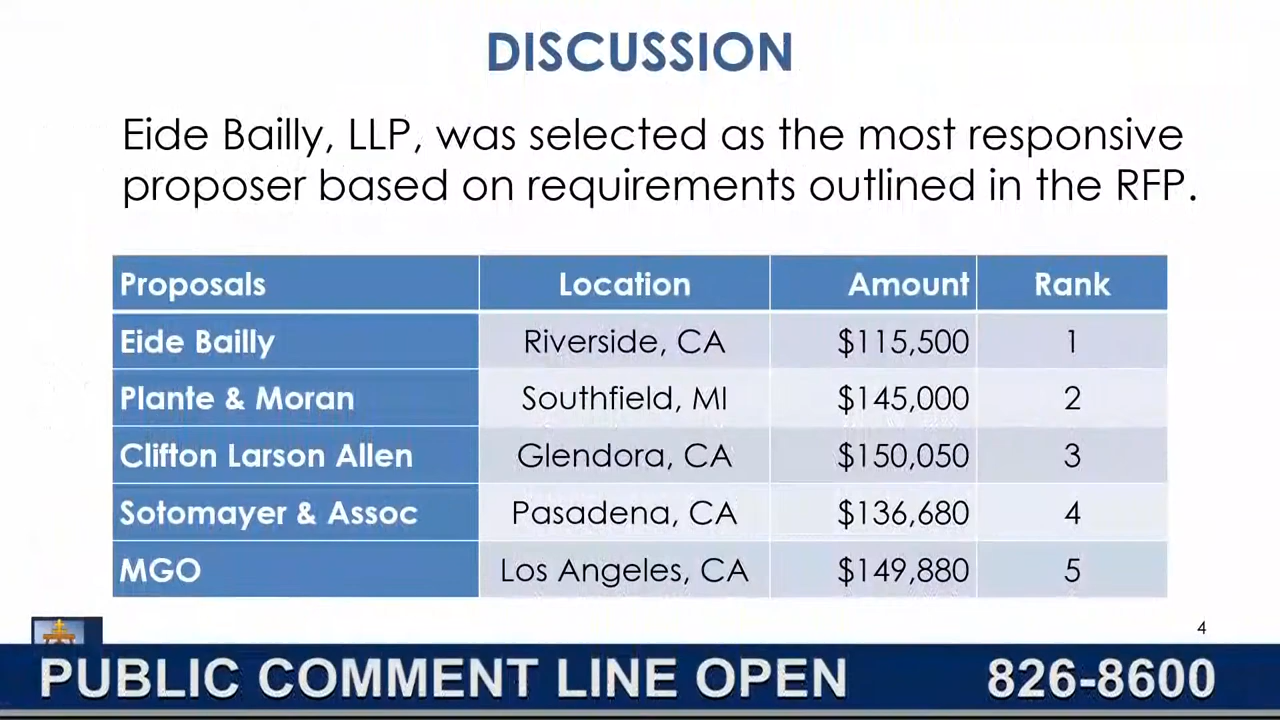 DISCUSSION
Eide Bailly, LLP, was selected as the most responsive
proposer based on requirements outlined in the RFP.
Proposals Location Amount Rank
Eide Bailly Riverside, CA $115,500 1
Plante & Moran Southfield, MI $145,000 2
Clifton Larson Allen Glendora, CA $150,050 3
Sotomayer & Assoc Pasadena, CA $136,680 4
MGO Los Angeles, CA $149,880 5
4
PUBLIC COMMENT LINE OPEN 826-8600